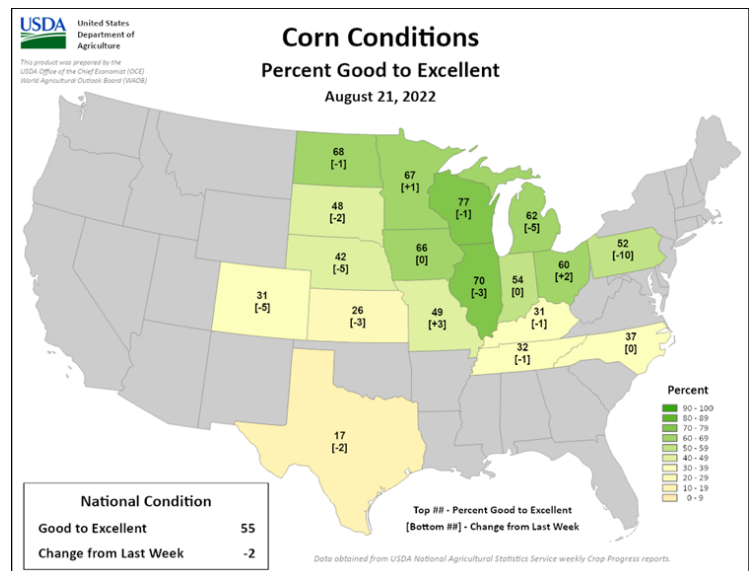 USDA
United States
Department of
Agriculture
This product was prepared by the
USDA Office of the Chief Economist (OCE)
World Agricultural Outlook Board (WAOB)
Corn Conditions
Percent Good to Excellent
August 21, 2022
68
[-1]
67
[+1]
77
[-1]
62
[-5]
48
[-2]
52
[-10]
42
[-5]
66
[0]
60
[+2]
70
[-3]
54
[0]
31
[-5]
26
[-3]
49
[+3]
31
[-1]
32
[-1]
37
[0]
17
[-2]
Percent
90 - 100
80 - 89
70 - 79
60 - 69
50 - 59
40 - 49
30 - 39
20 - 29
10 - 19
0 - 9
National Condition
Good to Excellent 55
Change from Last Week -2
Top ## - Percent Good to Excellent
[Bottom ##] - Change from Last Week
Data obtained from USDA National Agricultural Statistics Service weekly Crop Progress reports.